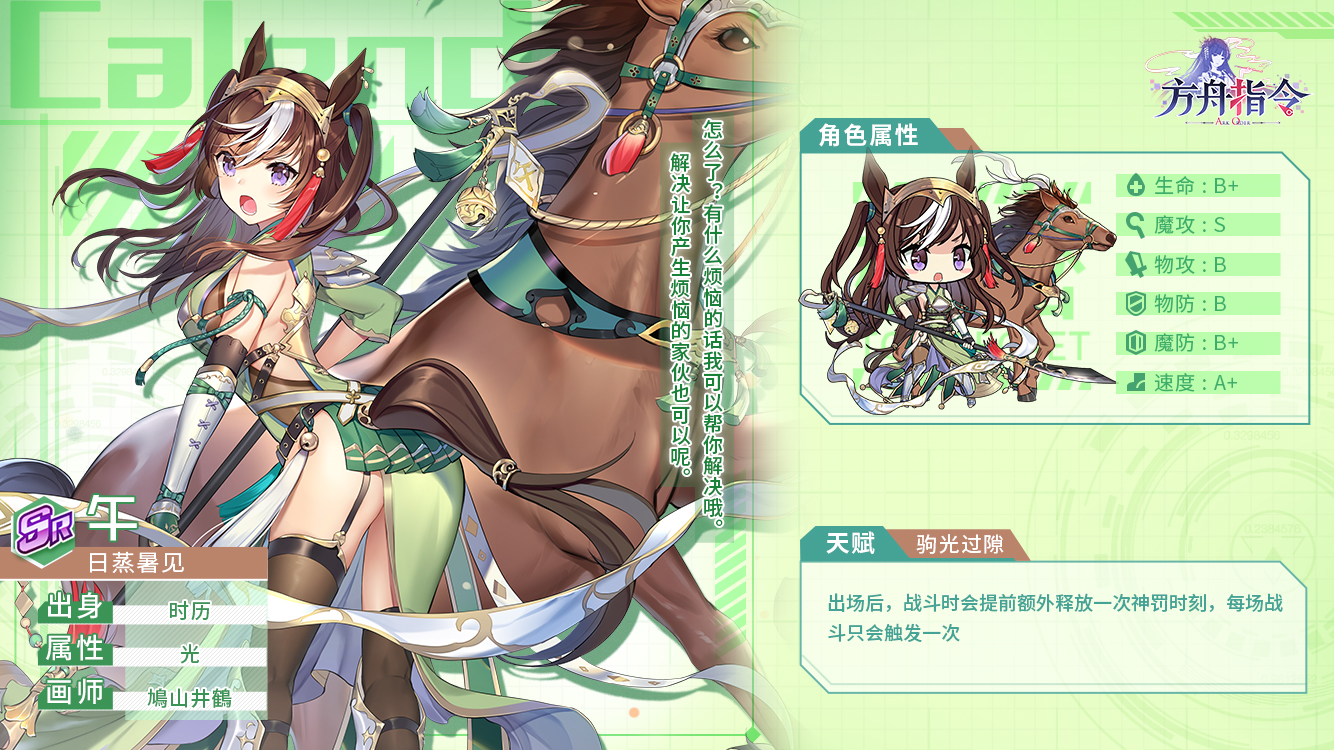 Calend
方舟指令
ARK ORDER
怎么了？有什么烦恼的话我可以帮你解决哦。
解决让你产生烦恼的家伙也可以呢。
午
SR
午
日蒸暑见
出身 时历
属性 光
画师 鳩山井鶴
角色属性
生命：B+
魔攻：S
物攻：B
物防：B
魔防：B+
速度：A+
天赋 驹光过隙
出场后，战斗时会提前额外释放一次神罚时刻，每场战
斗只会触发一次